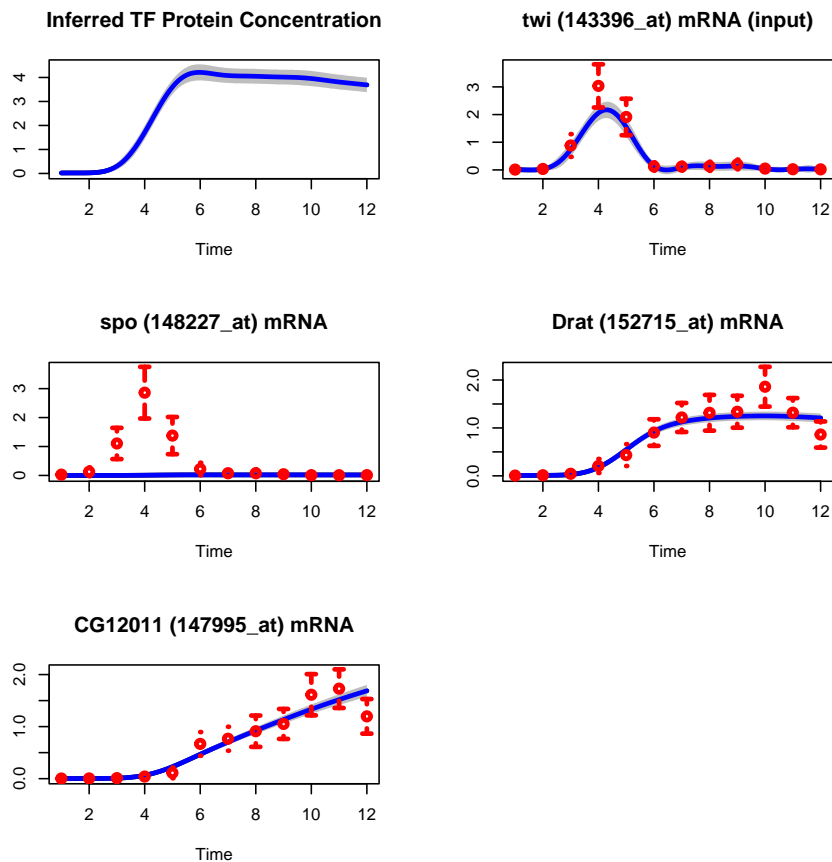 Inferred TF Protein Concentration
0 1 2 3 4
2 4 6 8 10 12
Time
twi (143396_at) mRNA (input)
0 1 2 3
2 4 6 8 10 12
Time
spo (148227_at) mRNA
0 1 2 3
2 4 6 8 10 12
Time
Drat (152715_at) mRNA
0.0 1.0 2.0
2 4 6 8 10 12
Time
CG12011 (147995_at) mRNA
0.0 1.0 2.0
2 4 6 8 10 12
Time